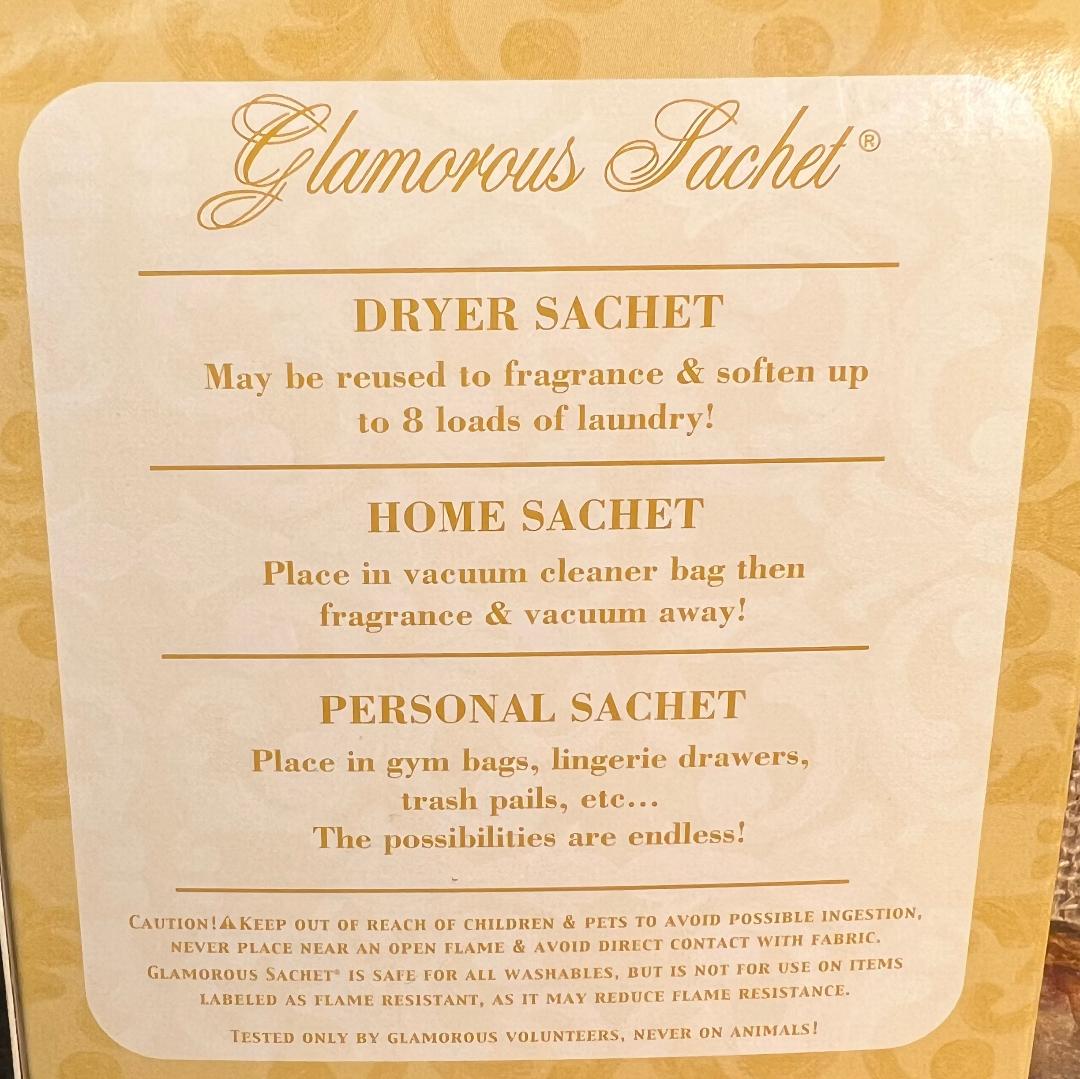 Glamorous Sachet®
DRYER SACHET
May be reused to fragrance & soften up
to 8 loads of laundry!
HOME SACHET
Place in vacuum cleaner bag then
fragrance & vacuum away!
PERSONAL SACHET
Place in gym bags, lingerie drawers,
trash pails, etc...
The possibilities are endless!
CAUTION!⚠KEEP OUT OF REACH OF CHILDREN & PETS TO AVOID POSSIBLE INGESTION,
NEVER PLACE NEAR AN OPEN FLAME & AVOID DIRECT CONTACT WITH FABRIC.
GLAMOROUS SACHET® IS SAFE FOR ALL WASHABLES, BUT IS NOT FOR USE ON ITEMS
LABELED AS FLAME RESISTANT, AS IT MAY REDUCE FLAME RESISTANCE.
TESTED ONLY BY GLAMOROUS VOLUNTEERS, NEVER ON ANIMALS!